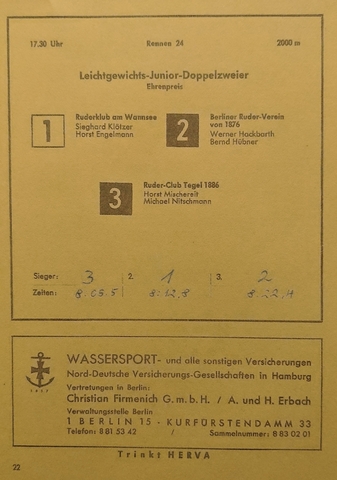 17.30 Uhr Rennen 24 2000 m
Leichtgewichts-Junior-Doppelzweier
Ehrenpreis
1 Ruderklub am Wannsee
Sieghard Klötzer
Horst Engelmann
2 Berliner Ruder-Verein
von 1876
Werner Hackbarth
Bernd Hübner
3 Ruder-Club Tegel 1886
Horst Mischereit
Michael Nitschmann
Sieger: 3 2. 1 3. 2
Zeiten: 8:03.5 8:12,8 8:22,4
WASSERSPORT- und alle sonstigen Versicherungen
Nord-Deutsche Versicherungs-Gesellschaften in Hamburg
Vertretungen in Berlin:
Christian Firmenich G.m.b.H. / A. und H. Erbach
Verwaltungsstelle Berlin
1 BERLIN 15 - KURFÜRSTENDAMM 33
Telefon: 8 81 53 42 / Sammelnummer: 8 83 02 01
1857
Trinkt HERVA
22